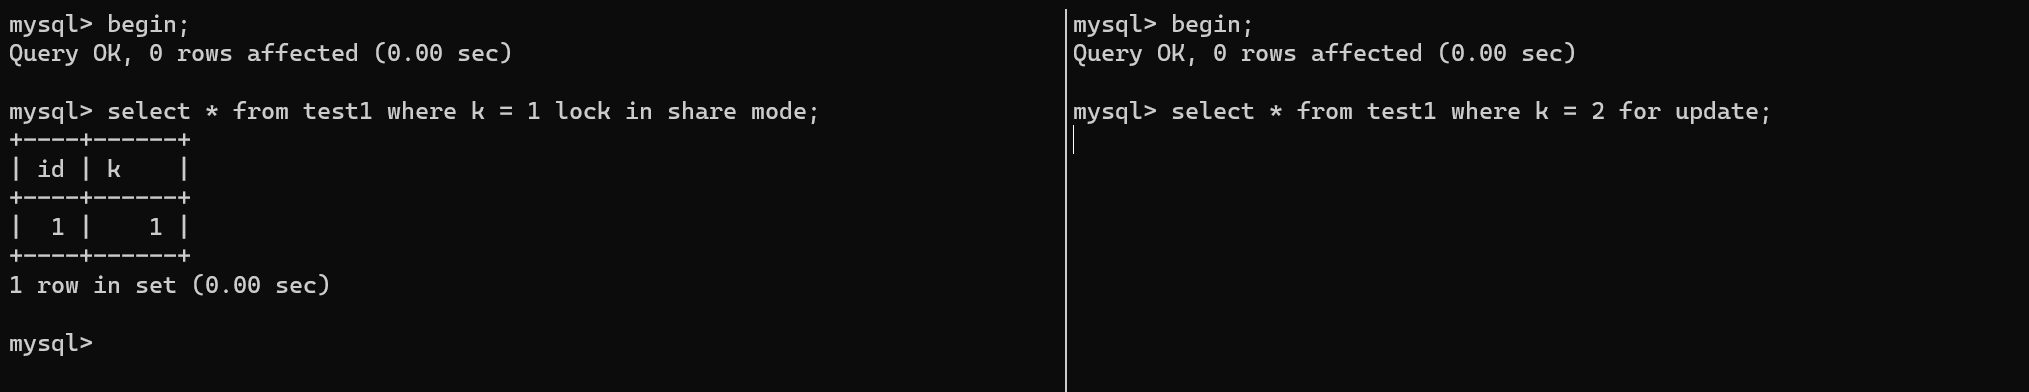 mysql> begin;
Query OK, 0 rows affected (0.00 sec)

mysql> select * from test1 where k = 1 lock in share mode;
+----+------+
| id | k    |
+----+------+
|  1 |    1 |
+----+------+
1 row in set (0.00 sec)

mysql>
mysql> begin;
Query OK, 0 rows affected (0.00 sec)

mysql> select * from test1 where k = 2 for update;